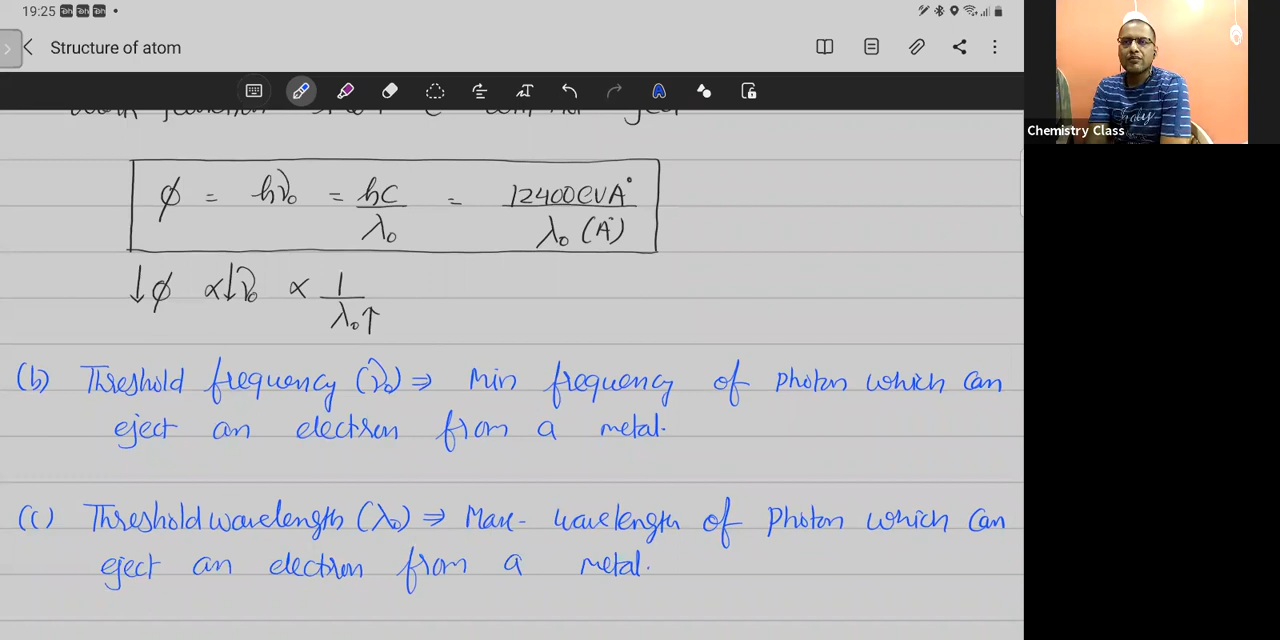 19:25
Structure of atom
Chemistry Class
φ = hν₀ = hc/λ₀ = 12400eVA°/λ₀(A°)
↓φ ∝ ↓ν₀ ∝ 1/λ₀↑
(b) Threshold frequency (ν₀) ⇒ Min frequency of photon which can
eject an electron from a metal.
(c) Threshold wavelength (λ₀) ⇒ Max- wavelength of photon which can
eject an electron from a metal.